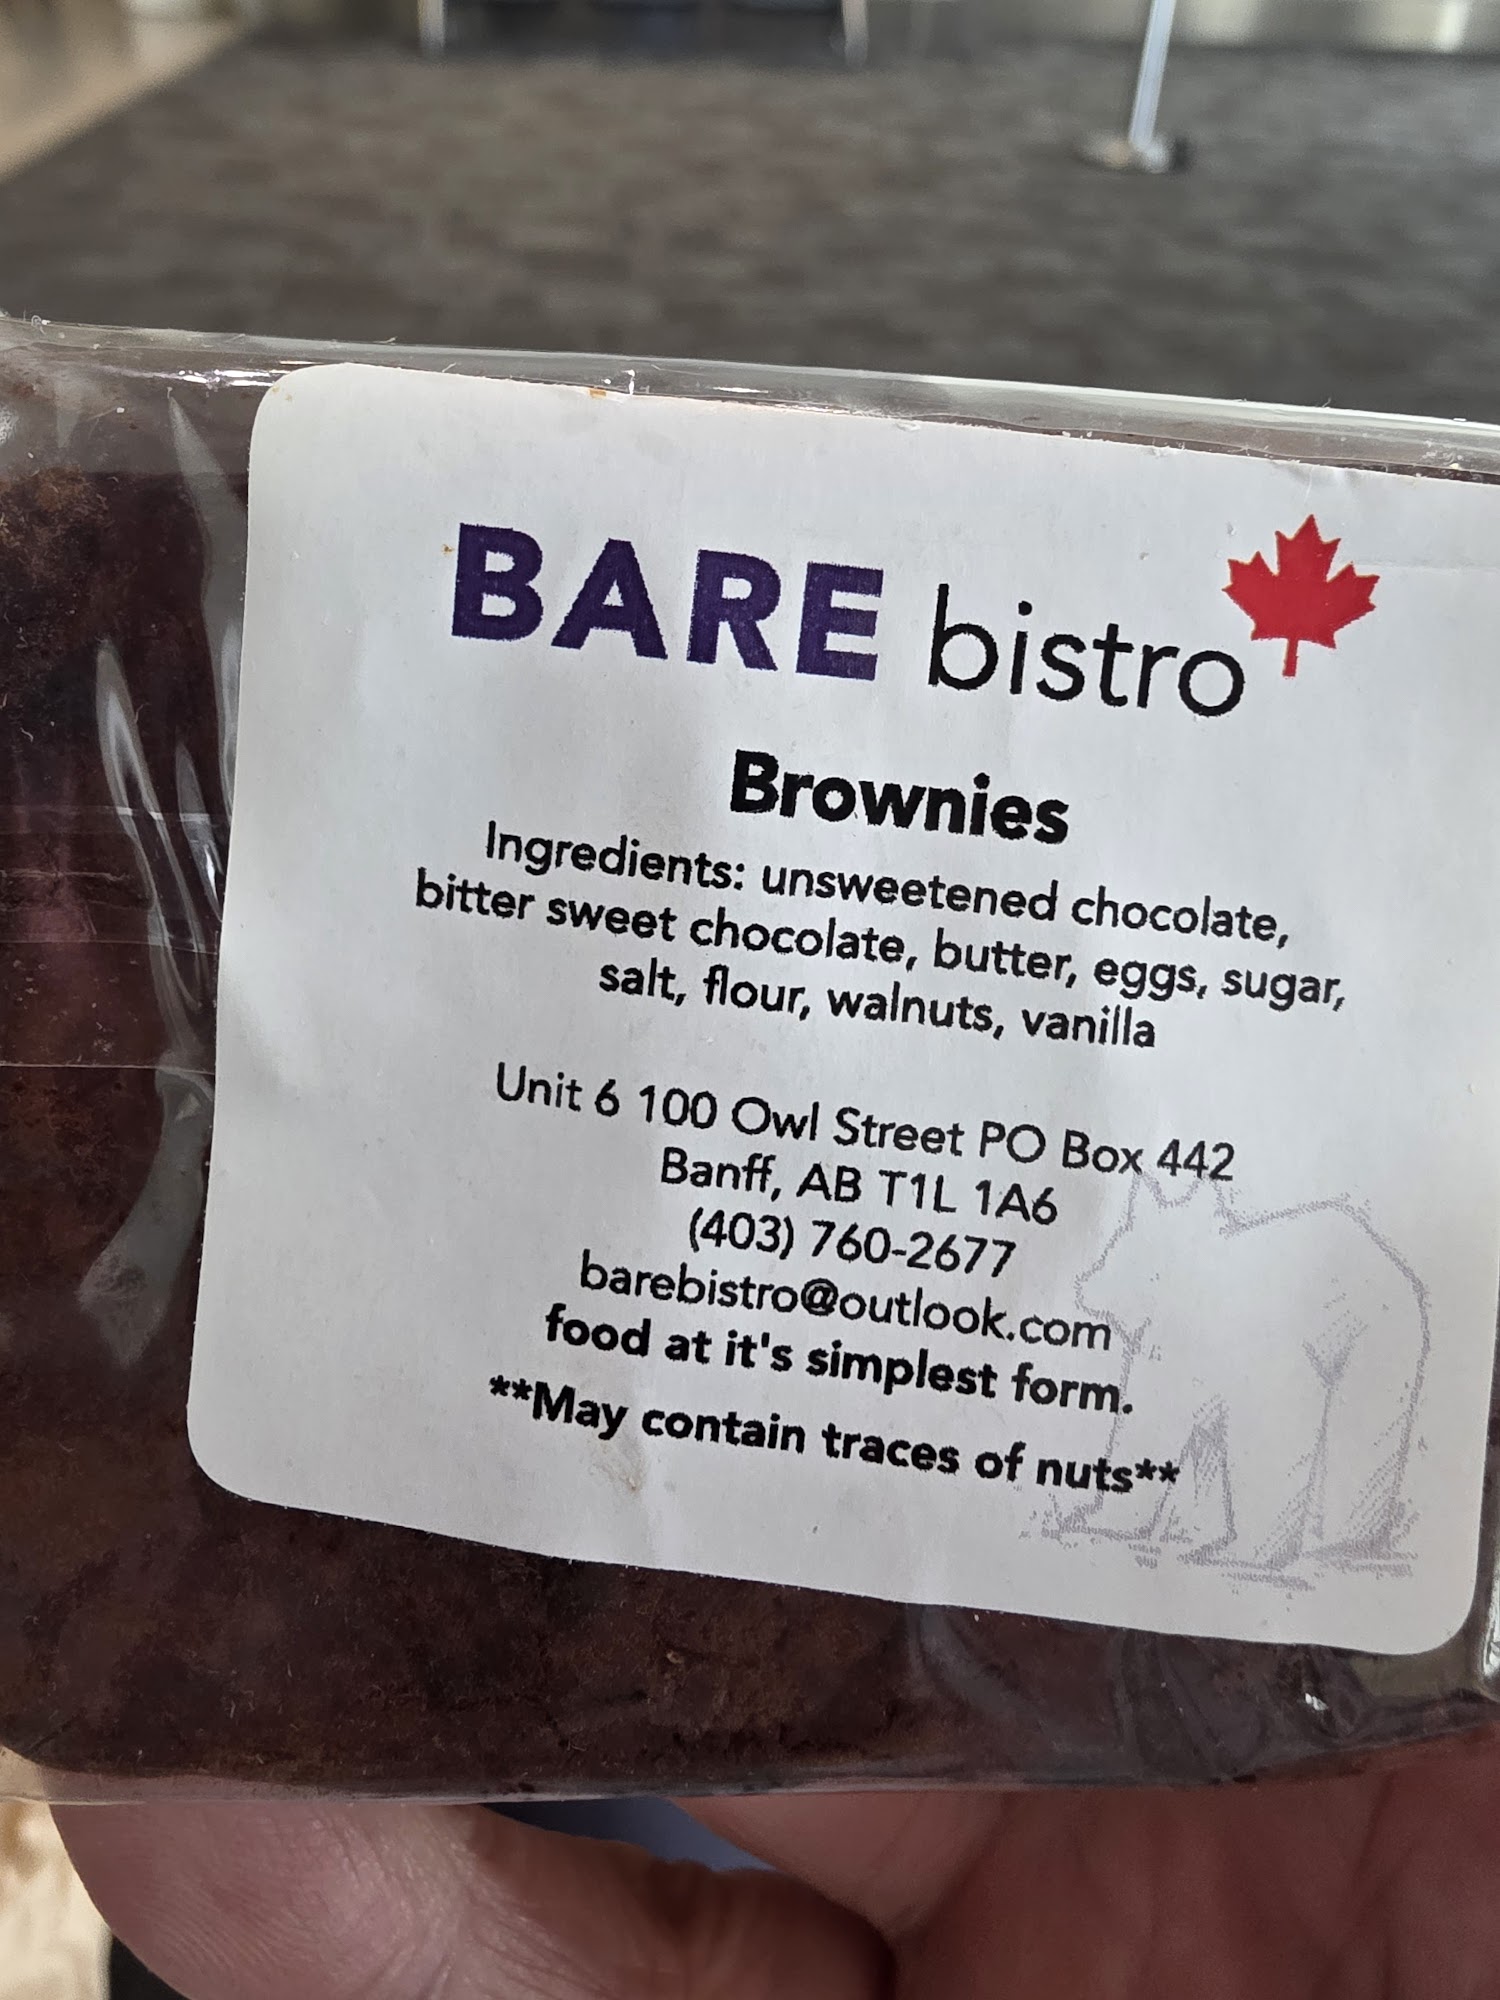 BARE bistro
Brownies
Ingredients: unsweetened chocolate,
bitter sweet chocolate, butter, eggs, sugar,
salt, flour, walnuts, vanilla
Unit 6 100 Owl Street PO Box 442
Banff, AB T1L 1A6
(403) 760-2677
barebistro@outlook.com
food at it's simplest form.
**May contain traces of nuts**